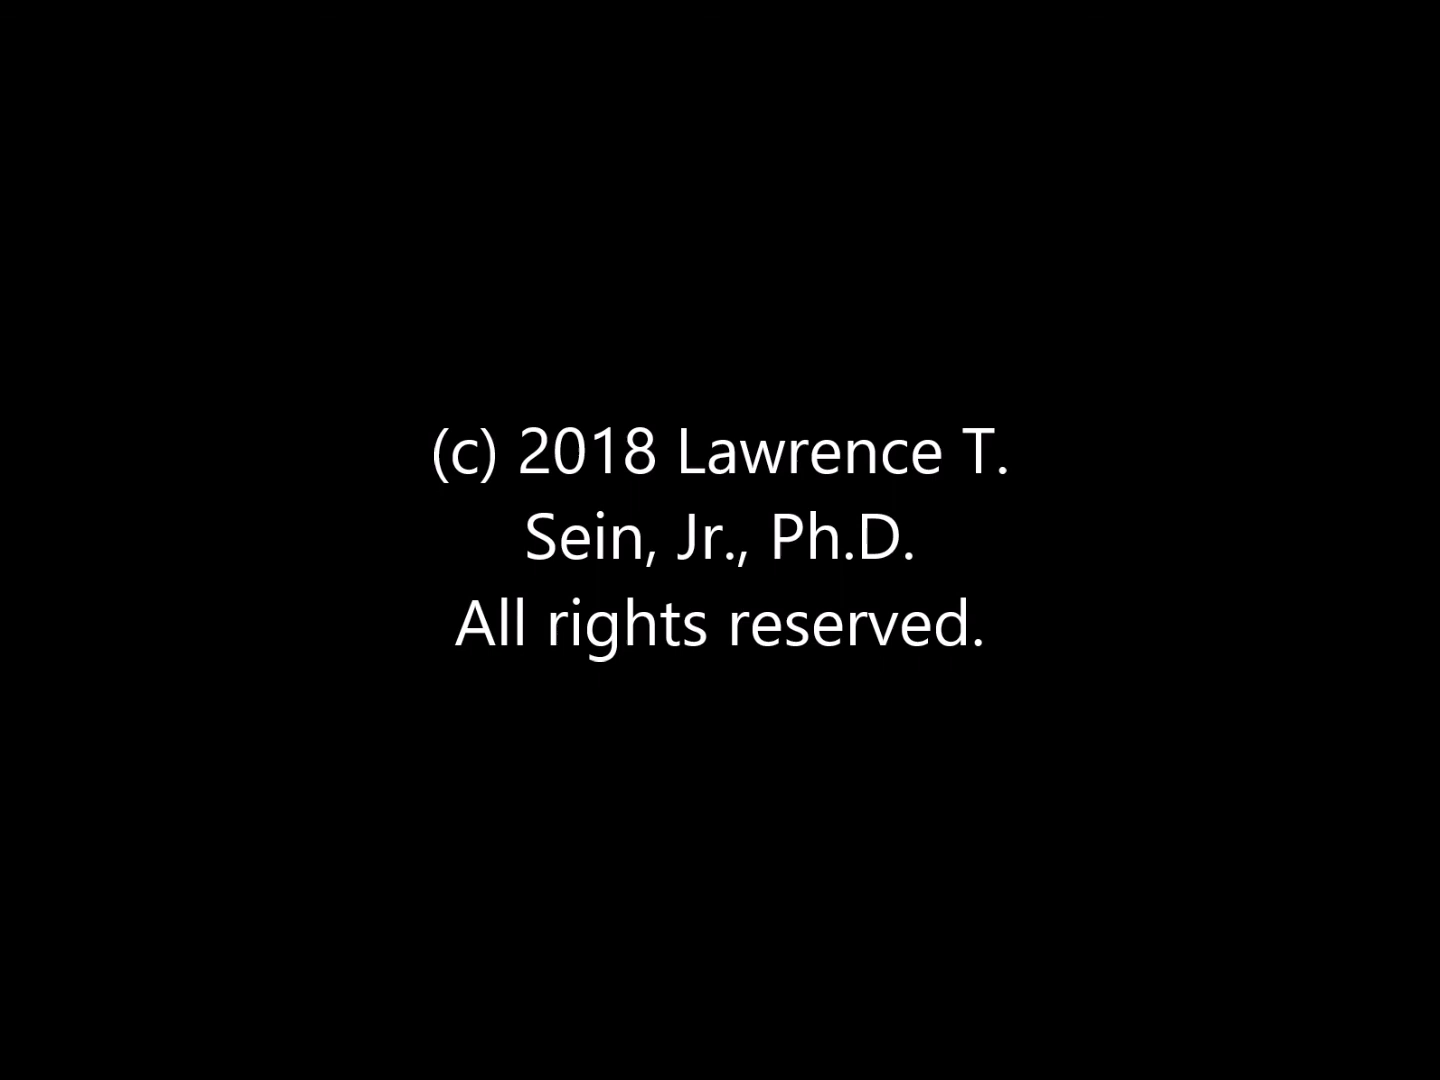 (c) 2018 Lawrence T.
Sein, Jr., Ph.D.
All rights reserved.